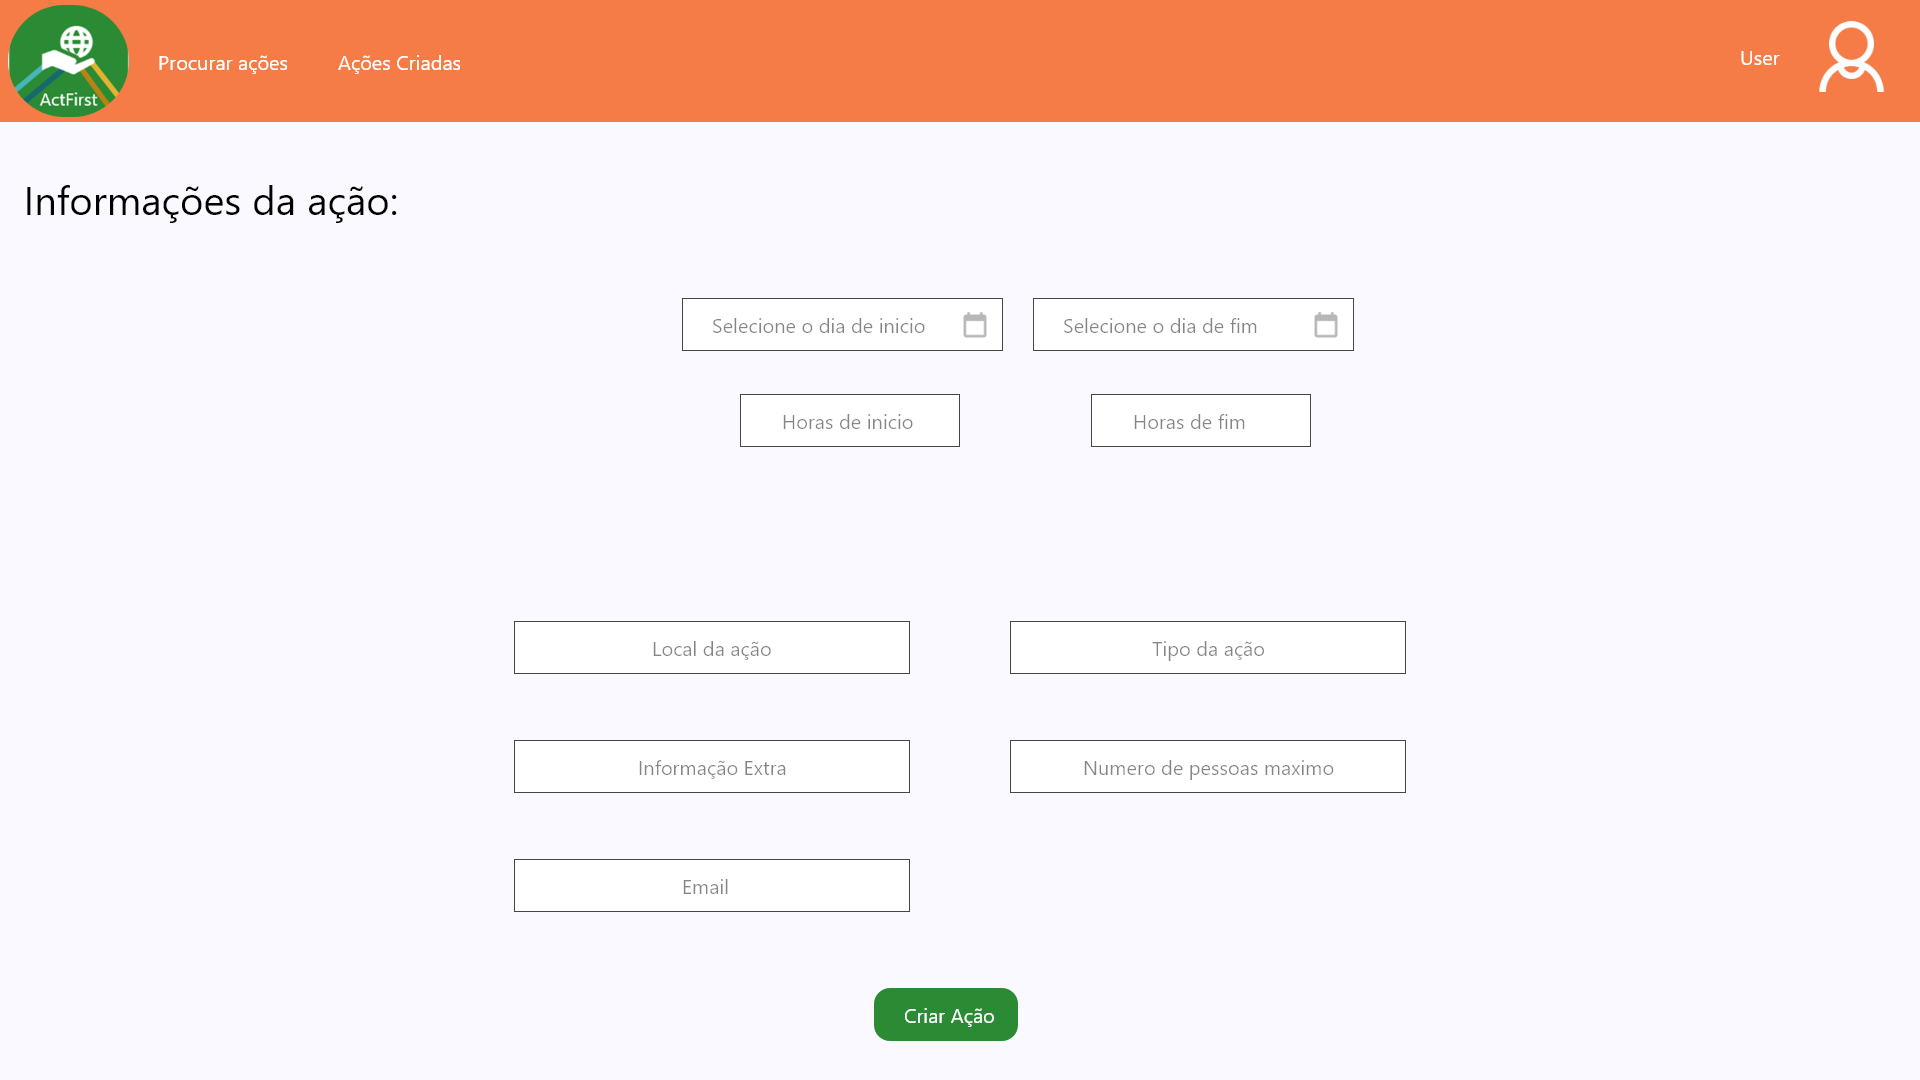 ActFirst
Procurar ações
Ações Criadas
User
Informações da ação:
Selecione o dia de inicio
Selecione o dia de fim
Horas de inicio
Horas de fim
Local da ação
Tipo da ação
Informação Extra
Numero de pessoas maximo
Email
Criar Ação